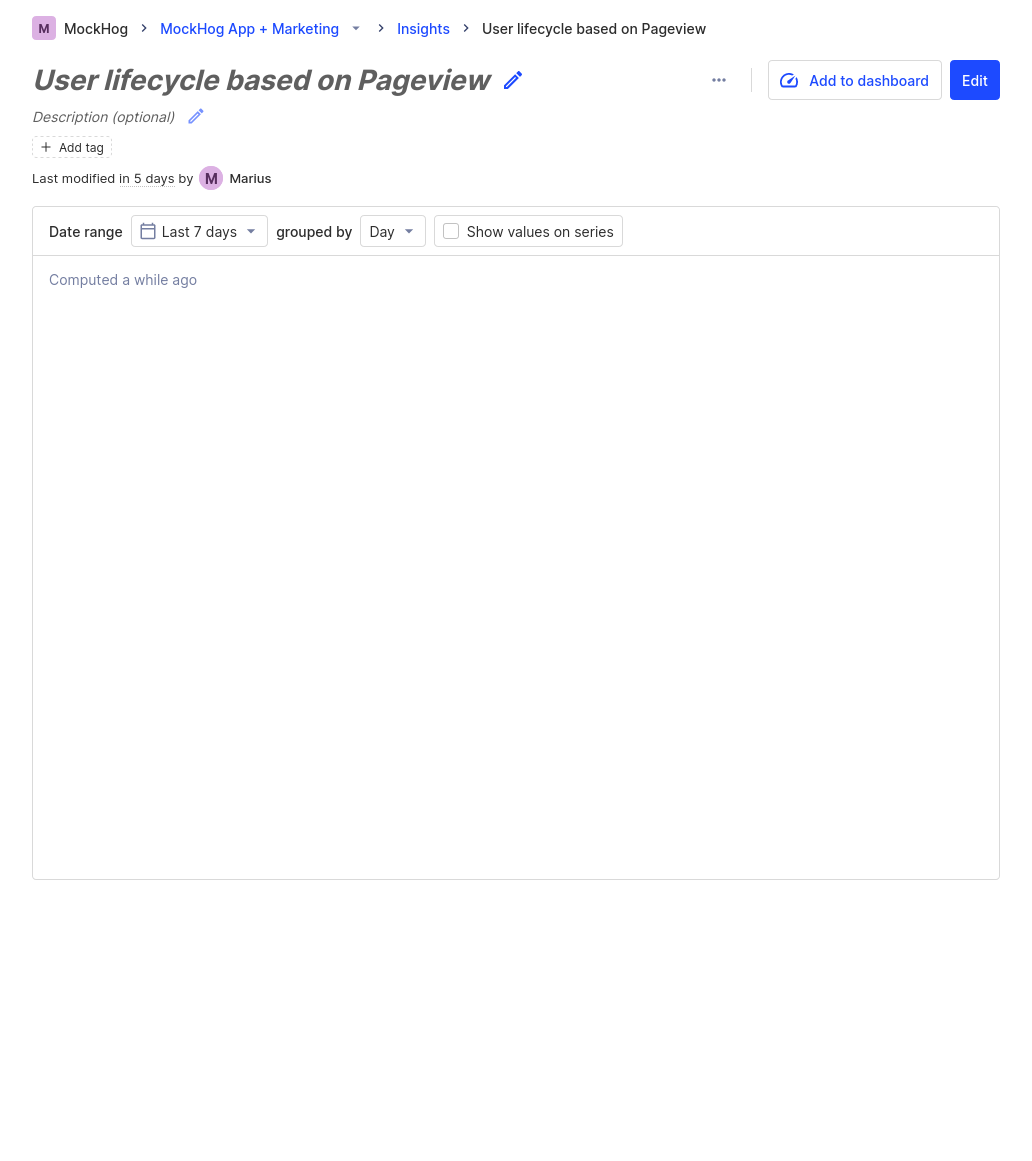 M MockHog MockHog App + Marketing Insights User lifecycle based on Pageview
User lifecycle based on Pageview
Add to dashboard
Edit
Description (optional)
Add tag
Last modified in 5 days by M Marius
Date range Last 7 days grouped by Day Show values on series
Computed a while ago